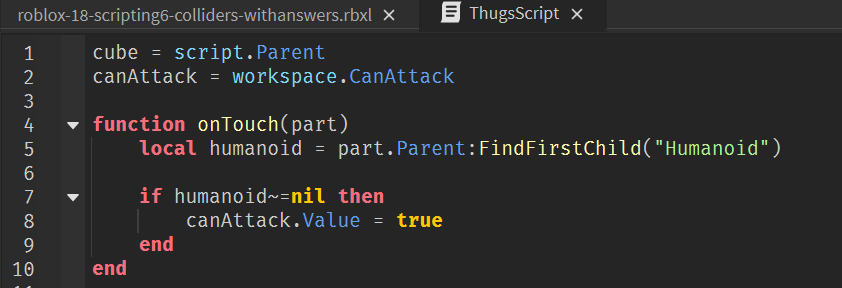 roblox-18-scripting6-colliders-withanswers.rbxl × ThugsScript ×
1 cube = script.Parent
2 canAttack = workspace.CanAttack
3
4 function onTouch(part)
5 local humanoid = part.Parent:FindFirstChild("Humanoid")
6
7 if humanoid~=nil then
8 canAttack.Value = true
9 end
10 end